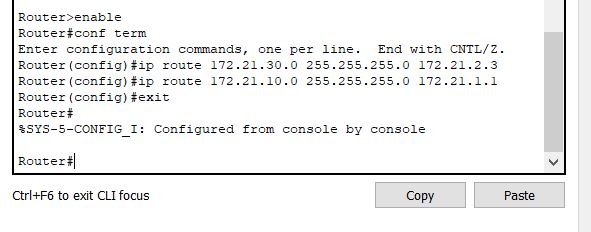 Router>enable
Router#conf term
Enter configuration commands, one per line.  End with CNTL/Z.
Router(config)#ip route 172.21.30.0 255.255.255.0 172.21.2.3
Router(config)#ip route 172.21.10.0 255.255.255.0 172.21.1.1
Router(config)#exit
Router#
%SYS-5-CONFIG_I: Configured from console by console
Router#
Ctrl+F6 to exit CLI focus
Copy
Paste